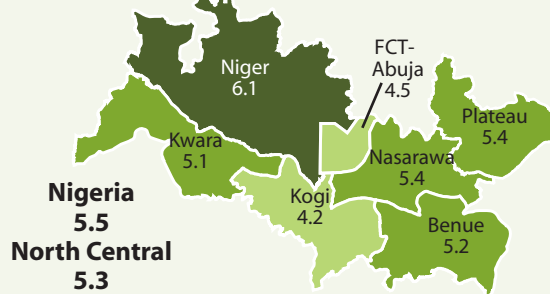 Niger
6.1
FCT-
Abuja
4.5
Plateau
5.4
Kwara
5.1
Nasarawa
5.4
Kogi
4.2
Benue
5.2
Nigeria
5.5
North Central
5.3